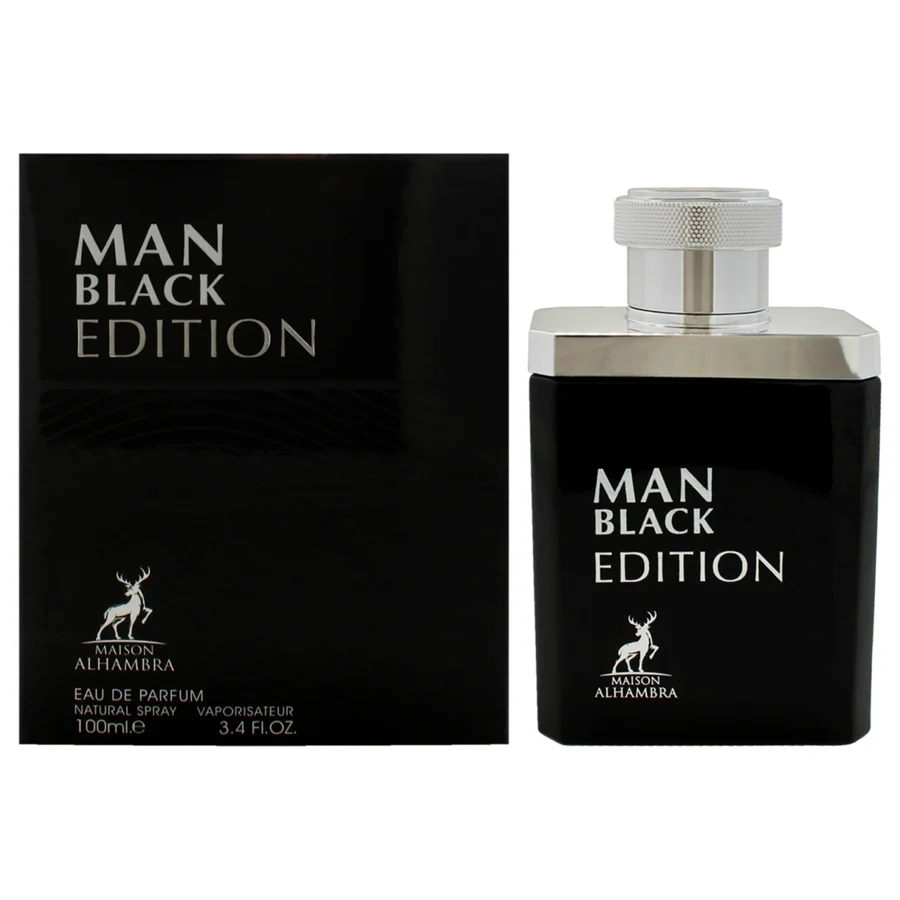 MAN
BLACK
EDITION
MAISON
ALHAMBRA
EAU DE PARFUM
NATURAL SPRAY VAPORISATEUR
100ml.e 3.4 Fl.OZ.
MAN
BLACK
EDITION
MAISON
ALHAMBRA